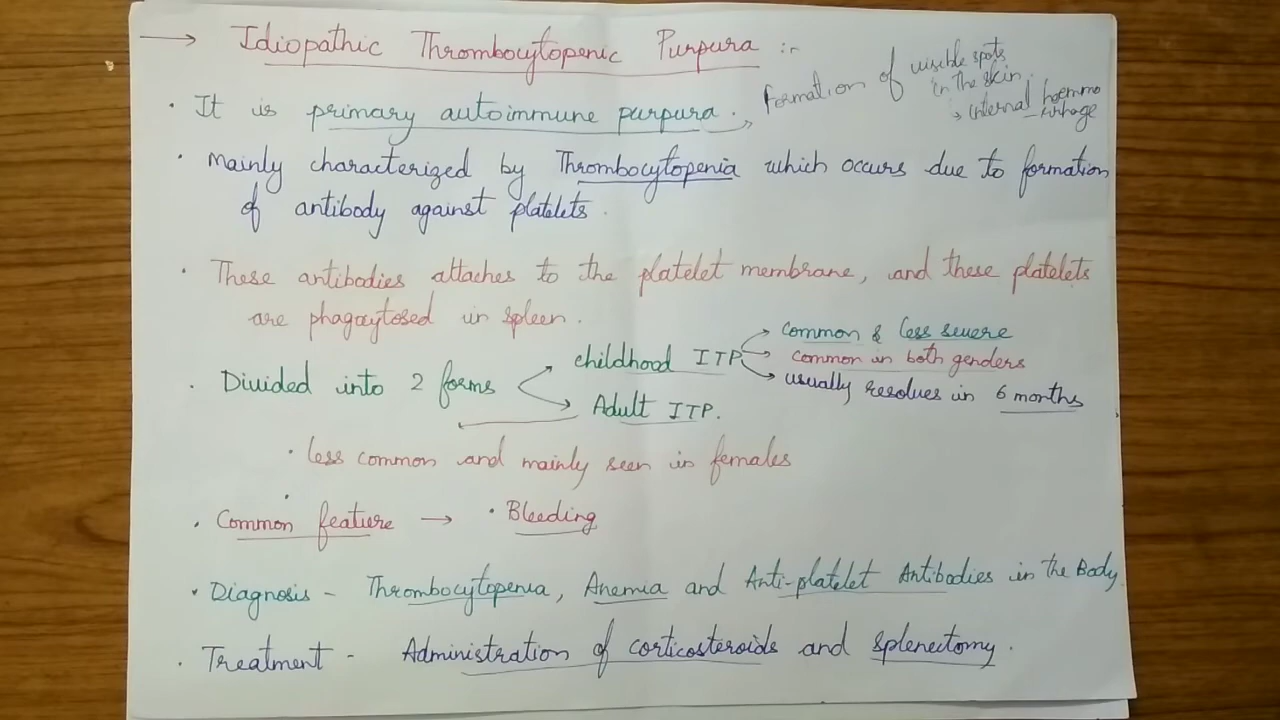 → Idiopathic Thrombocytopenic Purpura :-
• It is primary autoimmune purpura. → Formation of visible spots
in the skin.
→ internal haemmo
rrhage
• Mainly characterized by Thrombocytopenia which occurs due to formation
of antibody against platelets.
• These antibodies attaches to the platelet membrane, and these platelets
are phagocytosed in spleen.
• Divided into 2 forms
→ childhood ITP
→ common & less severe
→ common in both genders
→ usually resolves in 6 months
→ Adult ITP.
• less common and mainly seen in females
• Common feature → • Bleeding
• Diagnosis - Thrombocytopenia, Anemia and Anti-platelet Antibodies in the Body
• Treatment - Administration of corticosteroids and splenectomy.